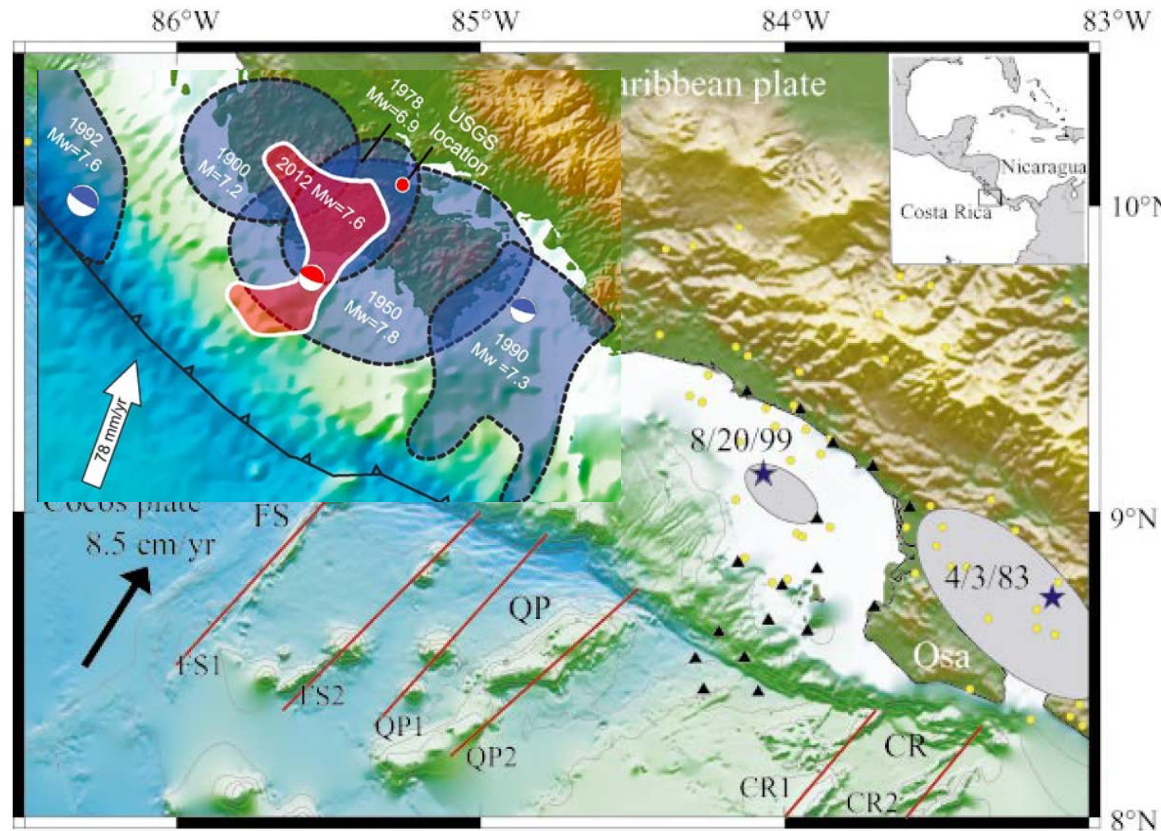 86°W
85°W
84°W
83°W
aribbean plate
1978
Mw=6.9
USGS
location
1992
Mw=7.6
1900
M=7.2
2012 Mw=7.6
1950
Mw=7.8
1990
Mw =7.3
78 mm/yr
Nicaragua
Costa Rica
10°N
9°N
8°N
8/20/99
4/3/83
Cocos plate
8.5 cm/yr
FS
QP
Osa
FS1
FS2
QP1
QP2
CR
CR1
CR2